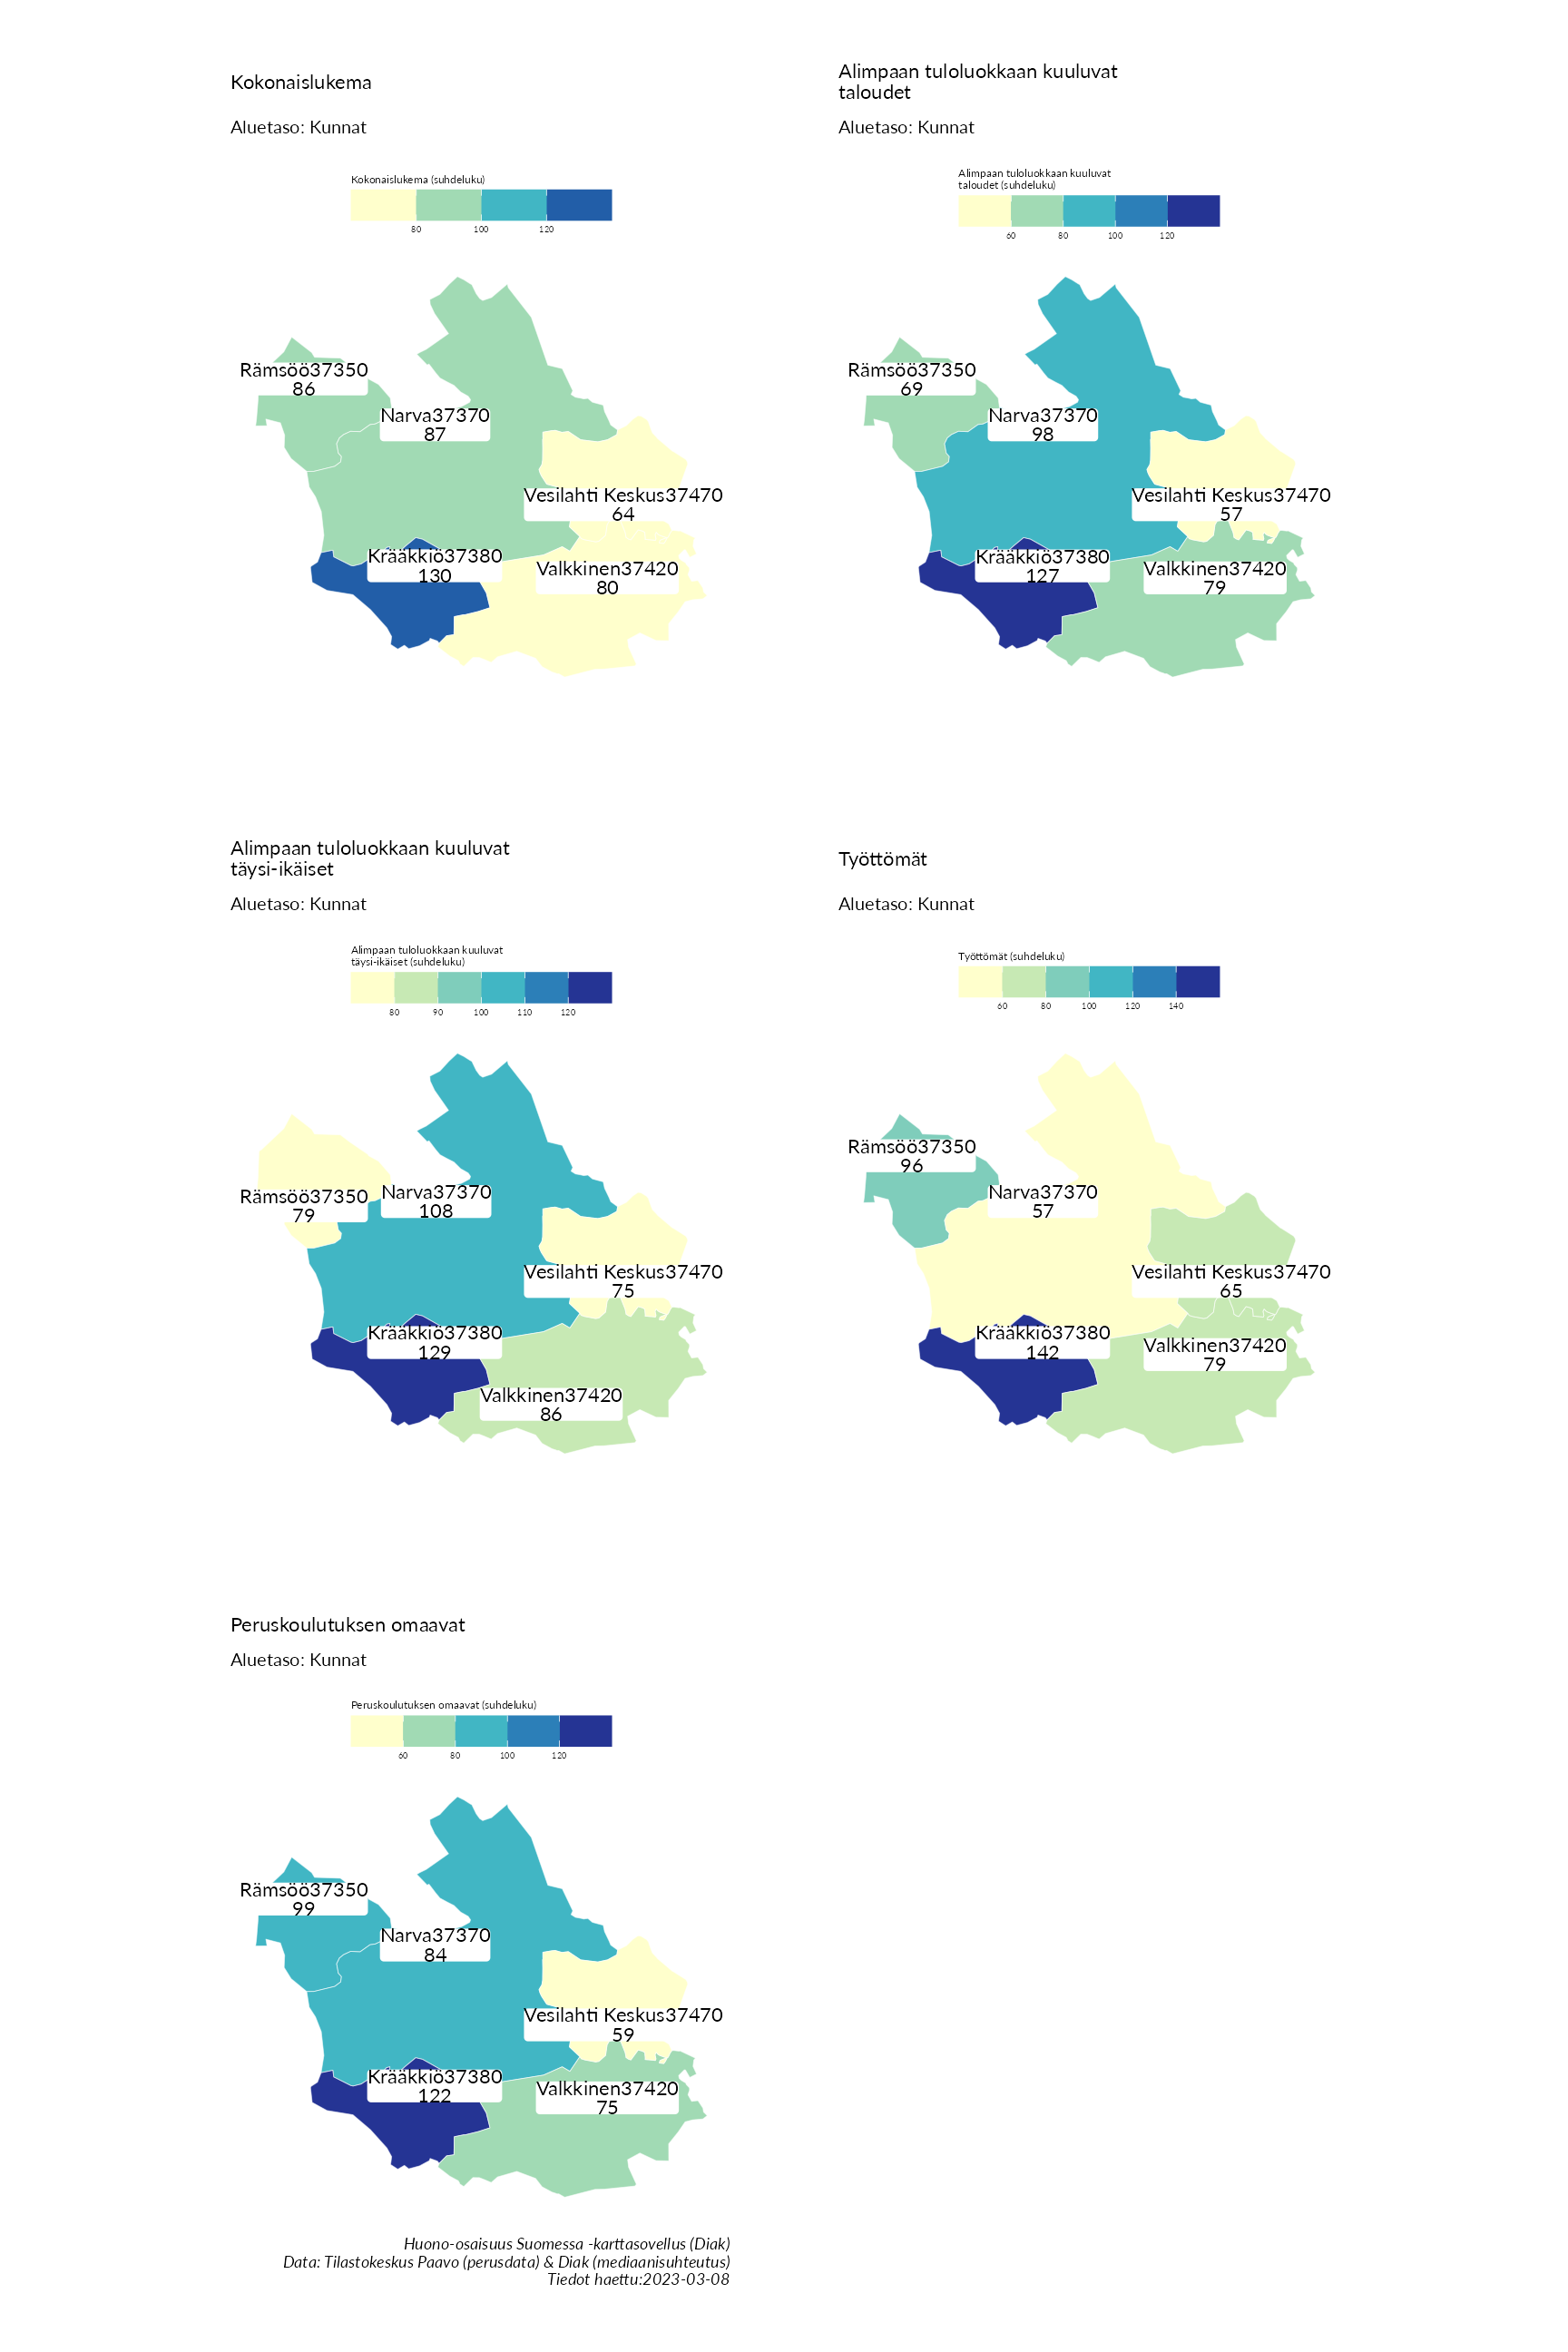 Kokonaislukema
Aluetaso: Kunnat
Kokonaislukema (suhdeluku)
80 100 120
Rämsöö37350
86
Narva37370
87
Vesilahti Keskus37470
64
Krääkkiö37380
130
Valkkinen37420
80
Alimpaan tuloluokkaan kuuluvat
taloudet
Aluetaso: Kunnat
Alimpaan tuloluokkaan kuuluvat
taloudet (suhdeluku)
60 80 100 120
Rämsöö37350
69
Narva37370
98
Vesilahti Keskus37470
57
Krääkkiö37380
127
Valkkinen37420
79
Alimpaan tuloluokkaan kuuluvat
täysi-ikäiset
Aluetaso: Kunnat
Alimpaan tuloluokkaan kuuluvat
täysi-ikäiset (suhdeluku)
80 90 100 110 120
Rämsöö37350
79
Narva37370
108
Vesilahti Keskus37470
75
Krääkkiö37380
129
Valkkinen37420
86
Työttömät
Aluetaso: Kunnat
Työttömät (suhdeluku)
60 80 100 120 140
Rämsöö37350
96
Narva37370
57
Vesilahti Keskus37470
65
Krääkkiö37380
142
Valkkinen37420
79
Peruskoulutuksen omaavat
Aluetaso: Kunnat
Peruskoulutuksen omaavat (suhdeluku)
60 80 100 120
Rämsöö37350
99
Narva37370
84
Vesilahti Keskus37470
59
Krääkkiö37380
122
Valkkinen37420
75
Huono-osaisuus Suomessa -karttasovellus (Diak)
Data: Tilastokeskus Paavo (perusdata) & Diak (mediaanisuhteutus)
Tiedot haettu:2023-03-08